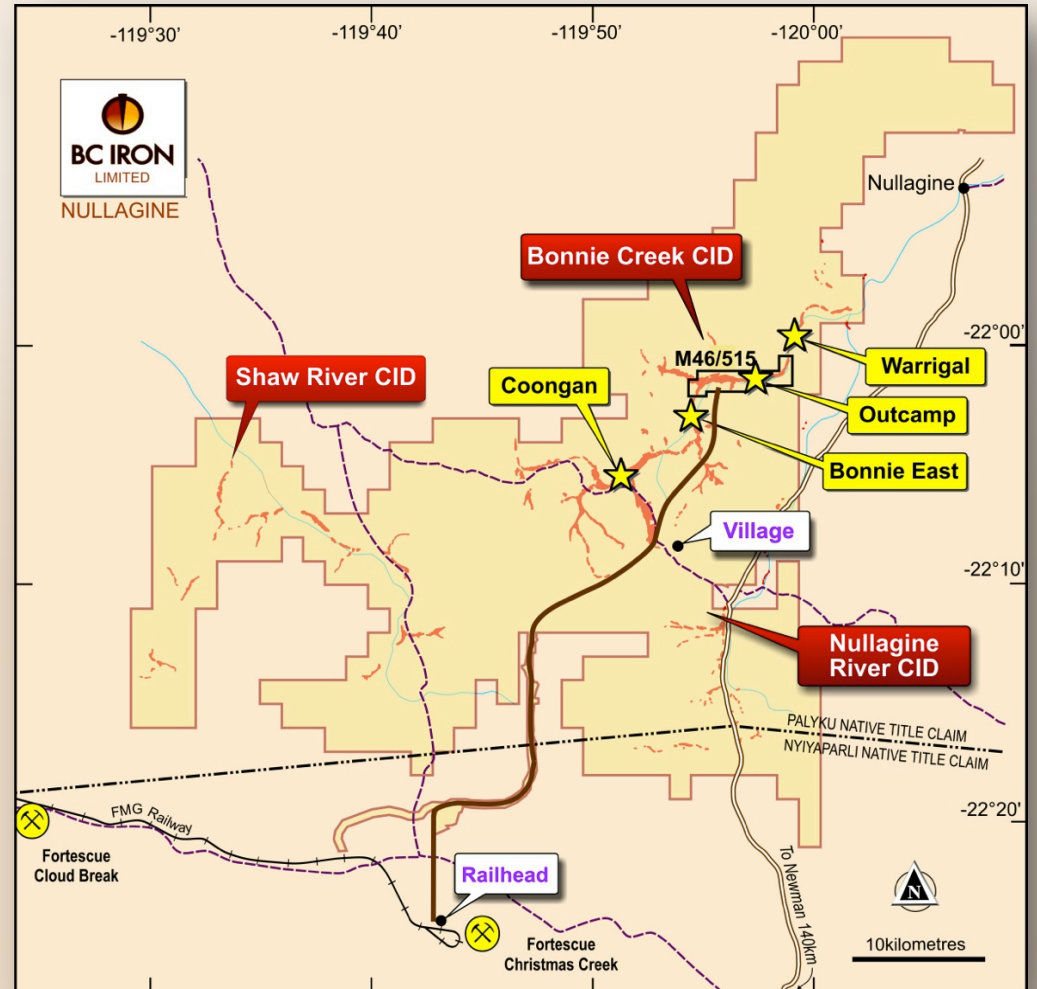 -119°30'
-119°40'
-119°50'
-120°00'
BC IRON
LIMITED
NULLAGINE
Nullagine
Bonnie Creek CID
-22°00'
M46/515
Warrigal
Shaw River CID
Coongan
Outcamp
Bonnie East
Village
-22°10'
Nullagine
River CID
PALYKU NATIVE TITLE CLAIM
NYIYAPARLI NATIVE TITLE CLAIM
-22°20'
FMG Railway
Fortescue
Cloud Break
Railhead
To Newman 140km
N
Fortescue
Christmas Creek
10kilometres